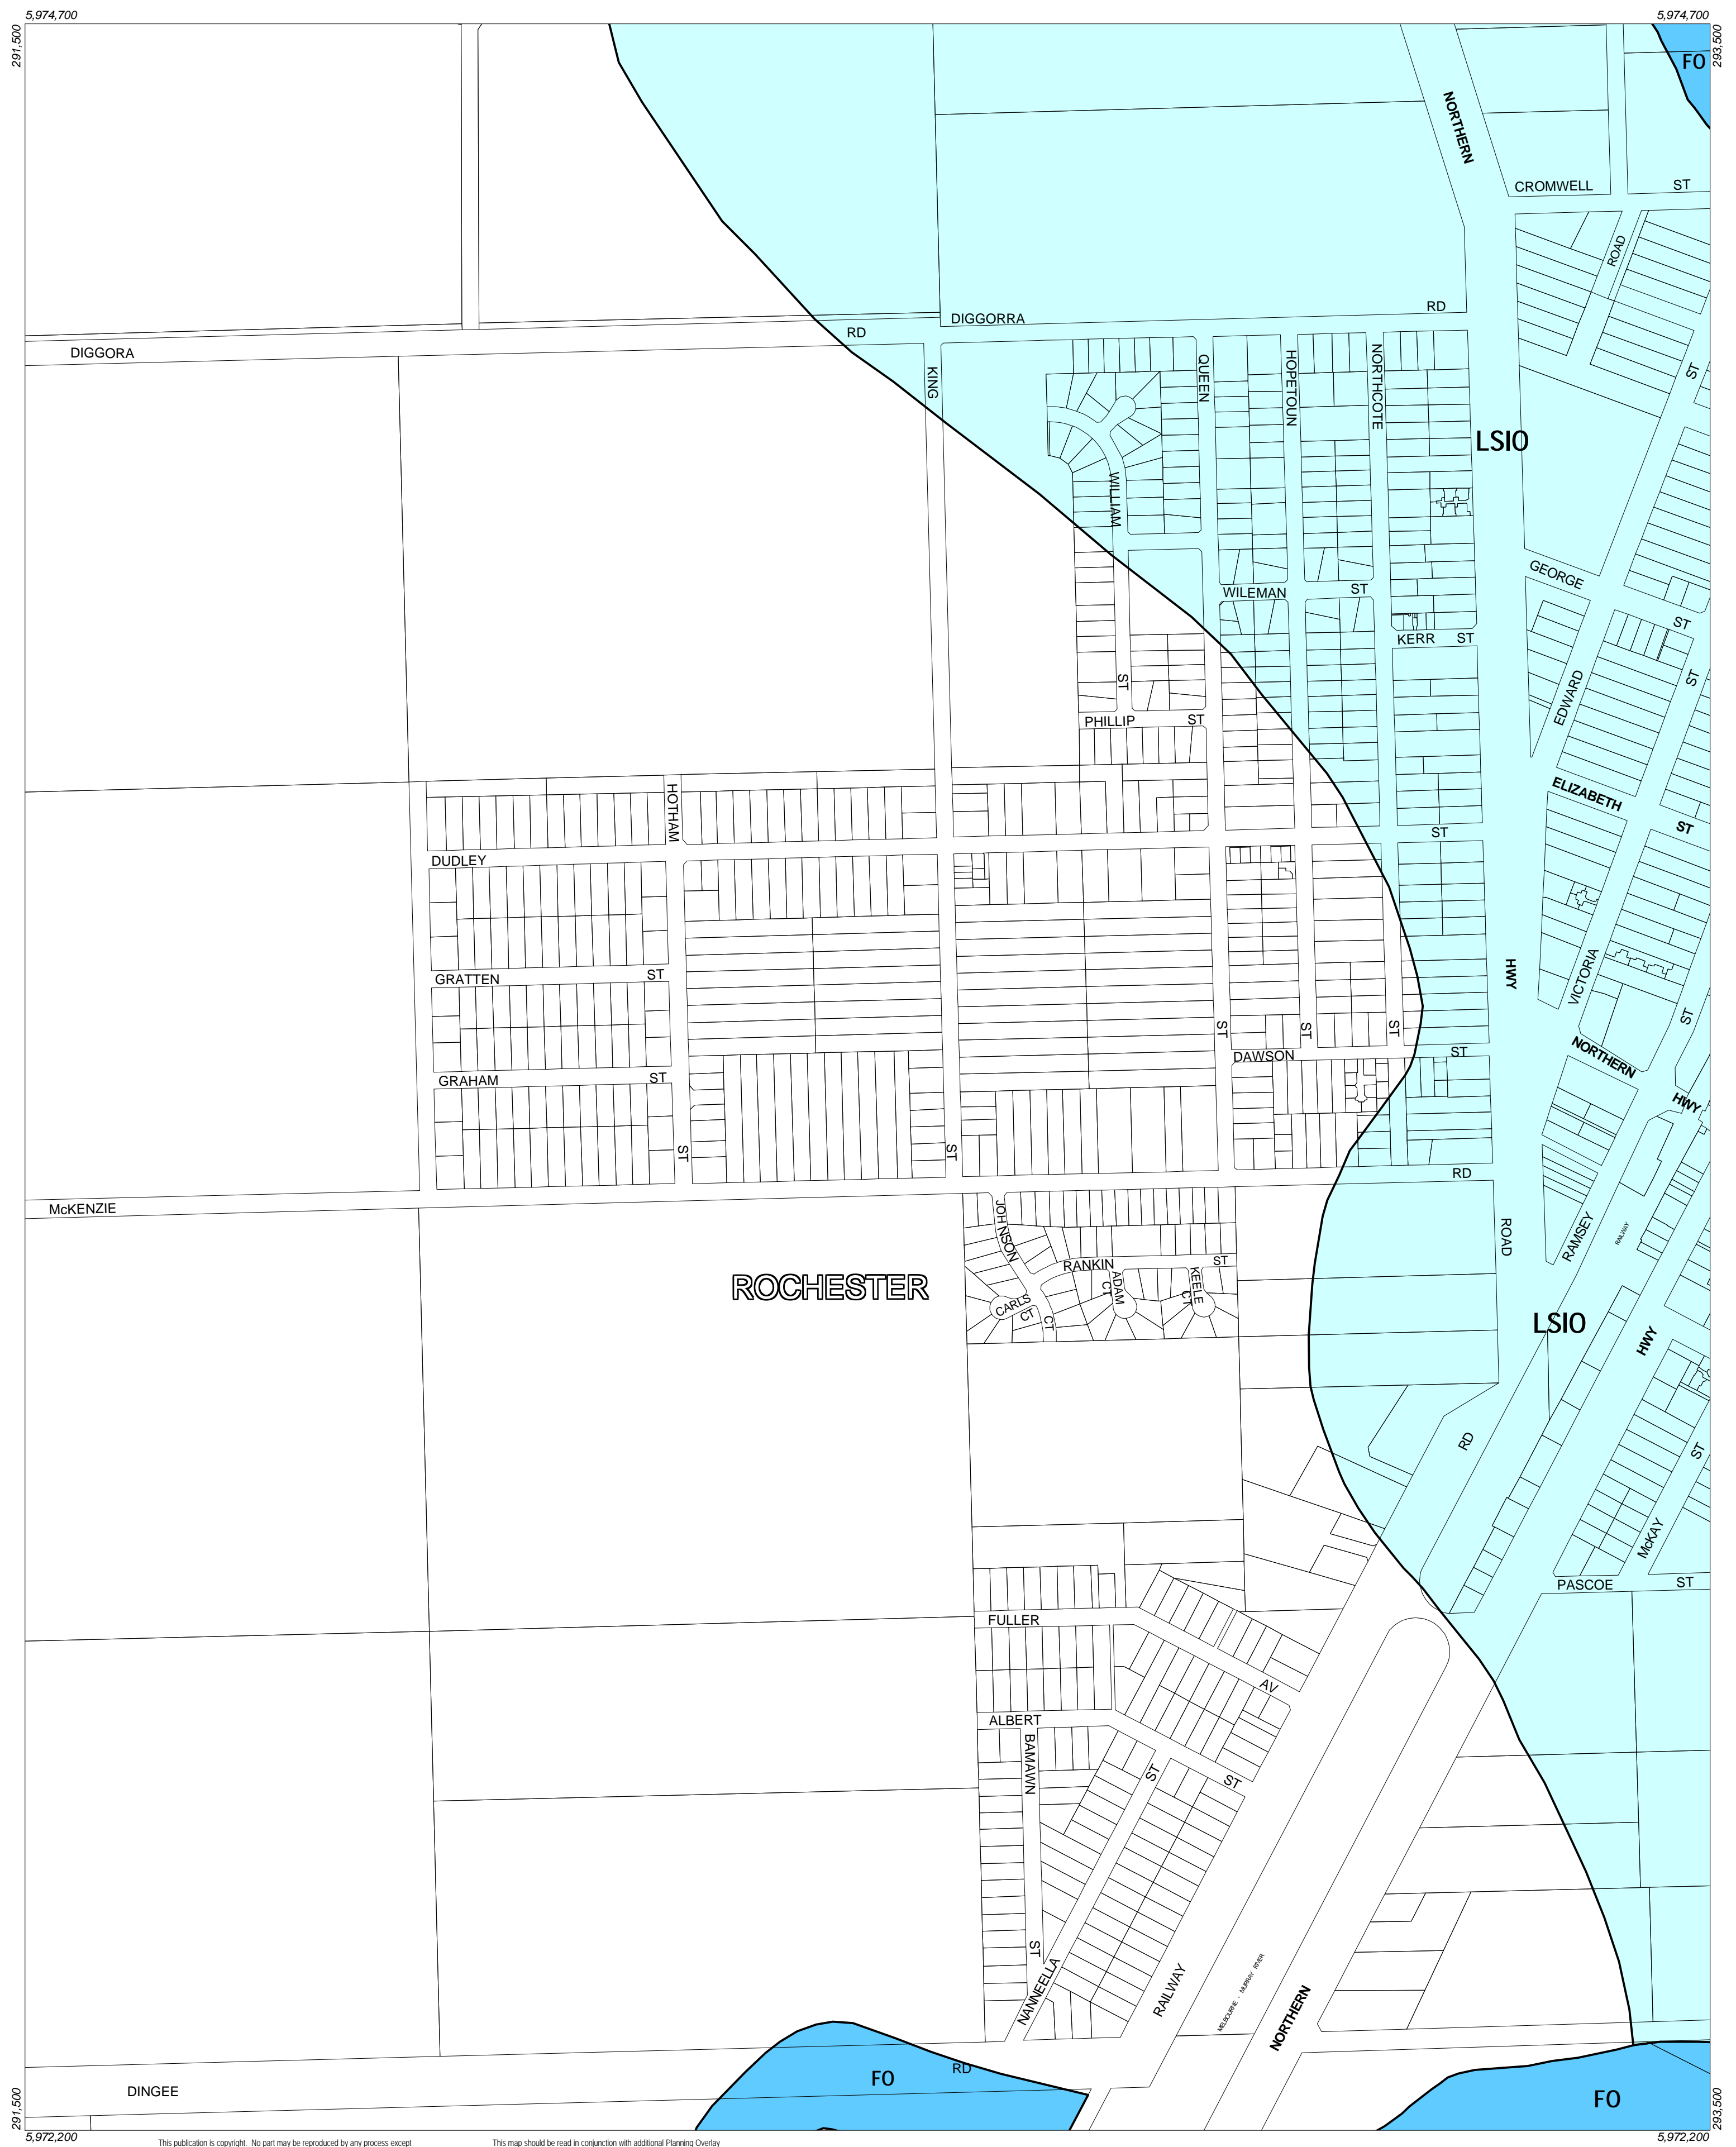 5,974,700
5,974,700
291,500
293,500
FO
NORTHERN
CROMWELL ST
ROAD
DIGGORRA RD
RD
DIGGORA
KING
QUEEN
HOPETOUN
NORTHCOTE
ST
LSIO
WILLIAM
GEORGE
ST
WILEMAN ST
KERR ST
EDWARD
ST
ST
PHILLIP ST
HOTHAM
ELIZABETH
ST
DUDLEY
ST
HWY
VICTORIA
GRATTEN ST
ST
ST
ST
ST
NORTHERN
HWY
DAWSON ST
GRAHAM ST
ST
ST
RD
McKENZIE
JOHNSON
ROAD
RAMSEY
RAILWAY
RANKIN ST
ADAM
CT
KEELE
CT
ROCHESTER
CARLS
CT
CT
LSIO
HWY
RD
ST
McKAY
PASCOE ST
FULLER
AV
ALBERT
BAMAWN
ST
ST
ST
NANNEELLA
RAILWAY
MELBOURNE - MURRAY RIVER
NORTHERN
RD
FO
DINGEE
FO
291,500
293,500
5,972,200
5,972,200
This publication is copyright. No part may be reproduced by any process except
This map should be read in conjunction with additional Planning Overlay